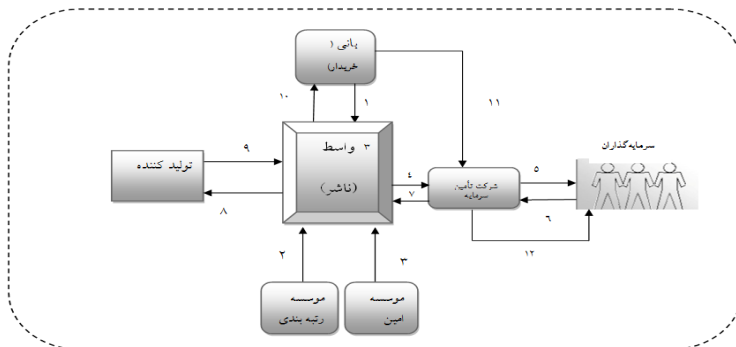 بانی (
خریدار)
۱۰
۱
۱۱
سرمایه‌گذاران
۹
تولید کننده
۳ واسط
(ناشر)
۴
۷
شرکت تأمین
سرمایه
۵
۶
۸
۲
۳
۱۲
موسسه
رتبه بندی
موسسه
امین